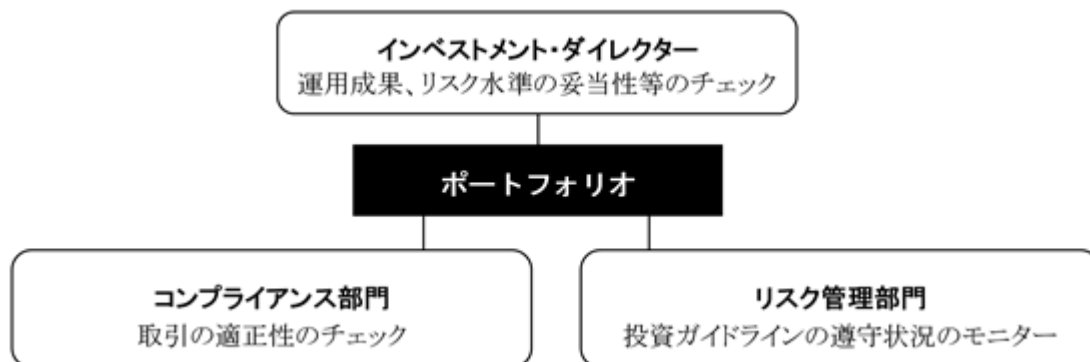 インベストメント・ダイレクター
運用成果、リスク水準の妥当性等のチェック
ポートフォリオ
コンプライアンス部門
取引の適正性のチェック
リスク管理部門
投資ガイドラインの遵守状況のモニター